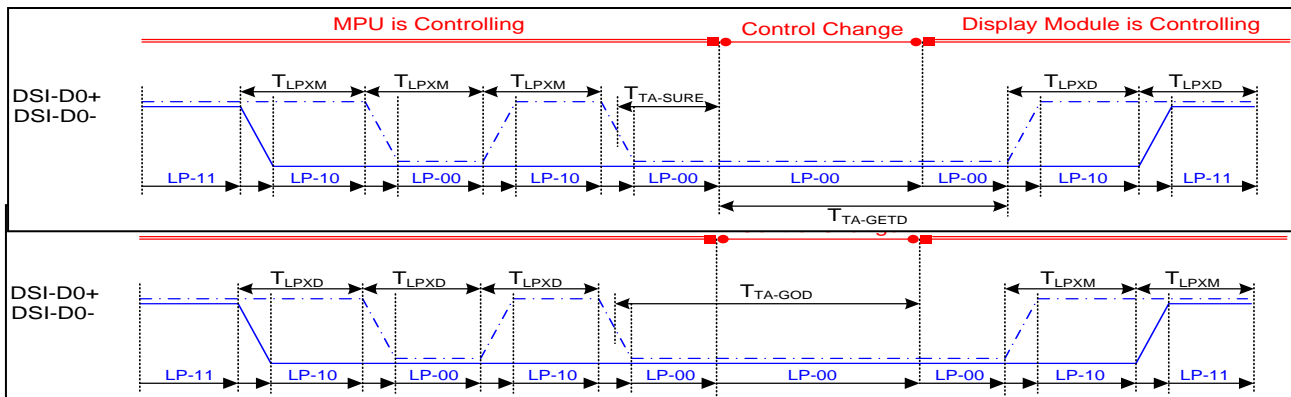 MPU is Controlling Control Change Display Module is Controlling
TLPXM TLPXM TLPXM TTA-SURE TLPXD TLPXD
DSI-D0+
DSI-D0-
LP-11 LP-10 LP-00 LP-10 LP-00 LP-00 LP-00 LP-10 LP-11
TTA-GETD
TLPXD TLPXD TLPXD TTA-GOD TLPXM TLPXM
DSI-D0+
DSI-D0-
LP-11 LP-10 LP-00 LP-10 LP-00 LP-00 LP-00 LP-10 LP-11